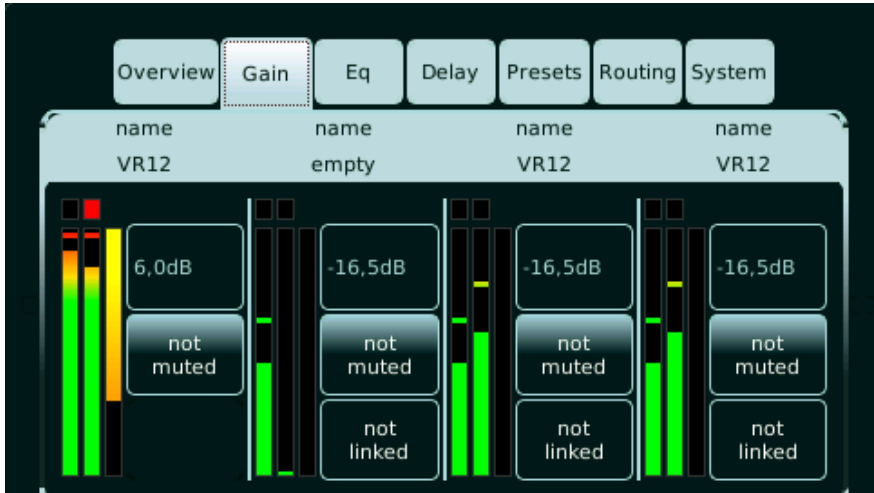 Overview Gain Eq Delay Presets Routing System
name name name name
VR12 empty VR12 VR12
6,0dB -16,5dB -16,5dB -16,5dB
not not not not
muted muted muted muted
not not not
linked linked linked